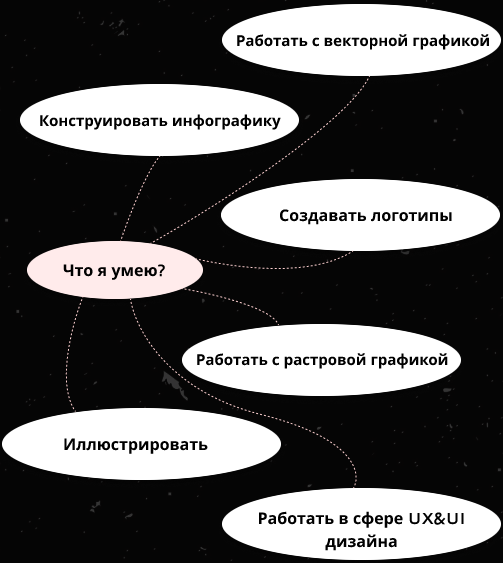 Работать с векторной графикой
Конструировать инфографику
Создавать логотипы
Что я умею?
Работать с растровой графикой
Иллюстрировать
Работать в сфере UX&UI
дизайна